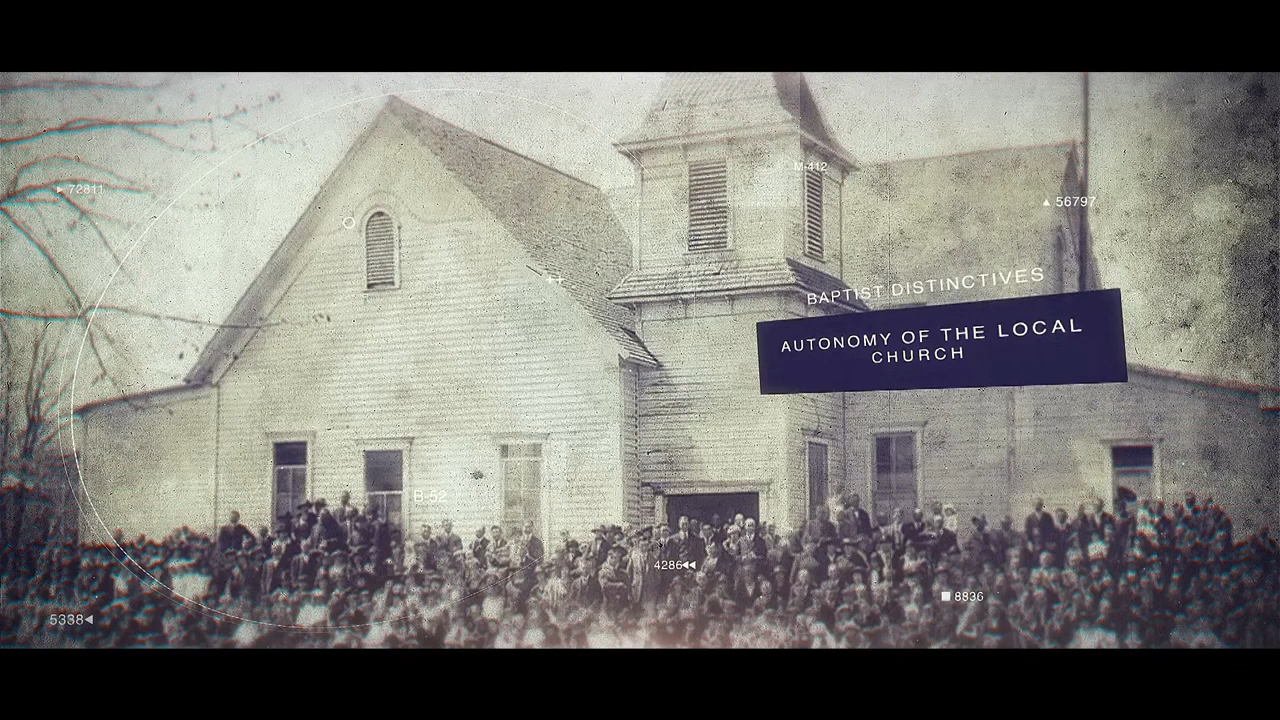 72811
M-412
56797
BAPTIST DISTINCTIVES
AUTONOMY OF THE LOCAL
CHURCH
B-52
4286
8836
5338